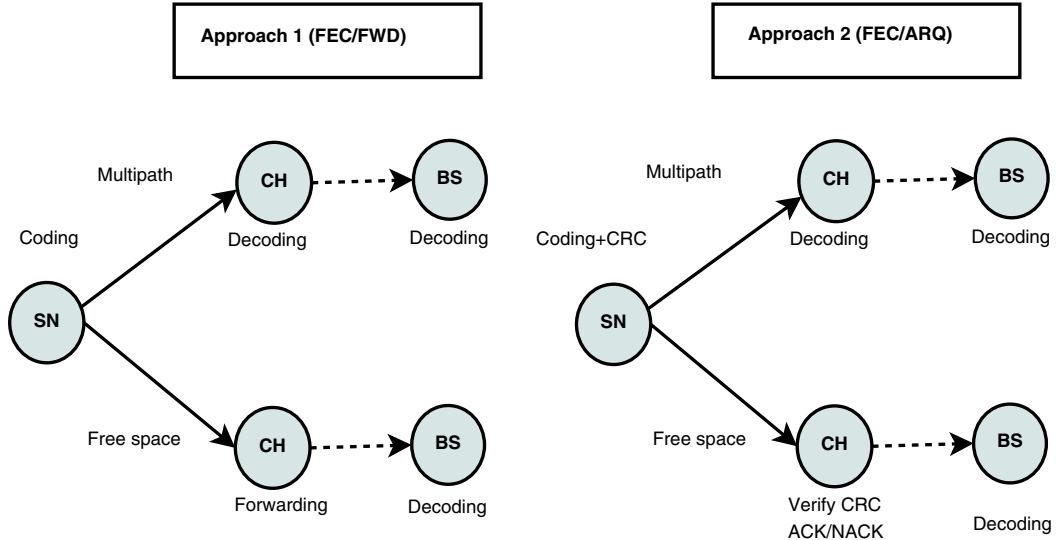 Approach 1 (FEC/FWD)
Multipath
Coding
CH
BS
Decoding
Decoding
SN
Free space
CH
BS
Forwarding
Decoding
Approach 2 (FEC/ARQ)
Multipath
Coding+CRC
CH
BS
Decoding
Decoding
SN
Free space
CH
BS
Verify CRC
ACK/NACK
Decoding